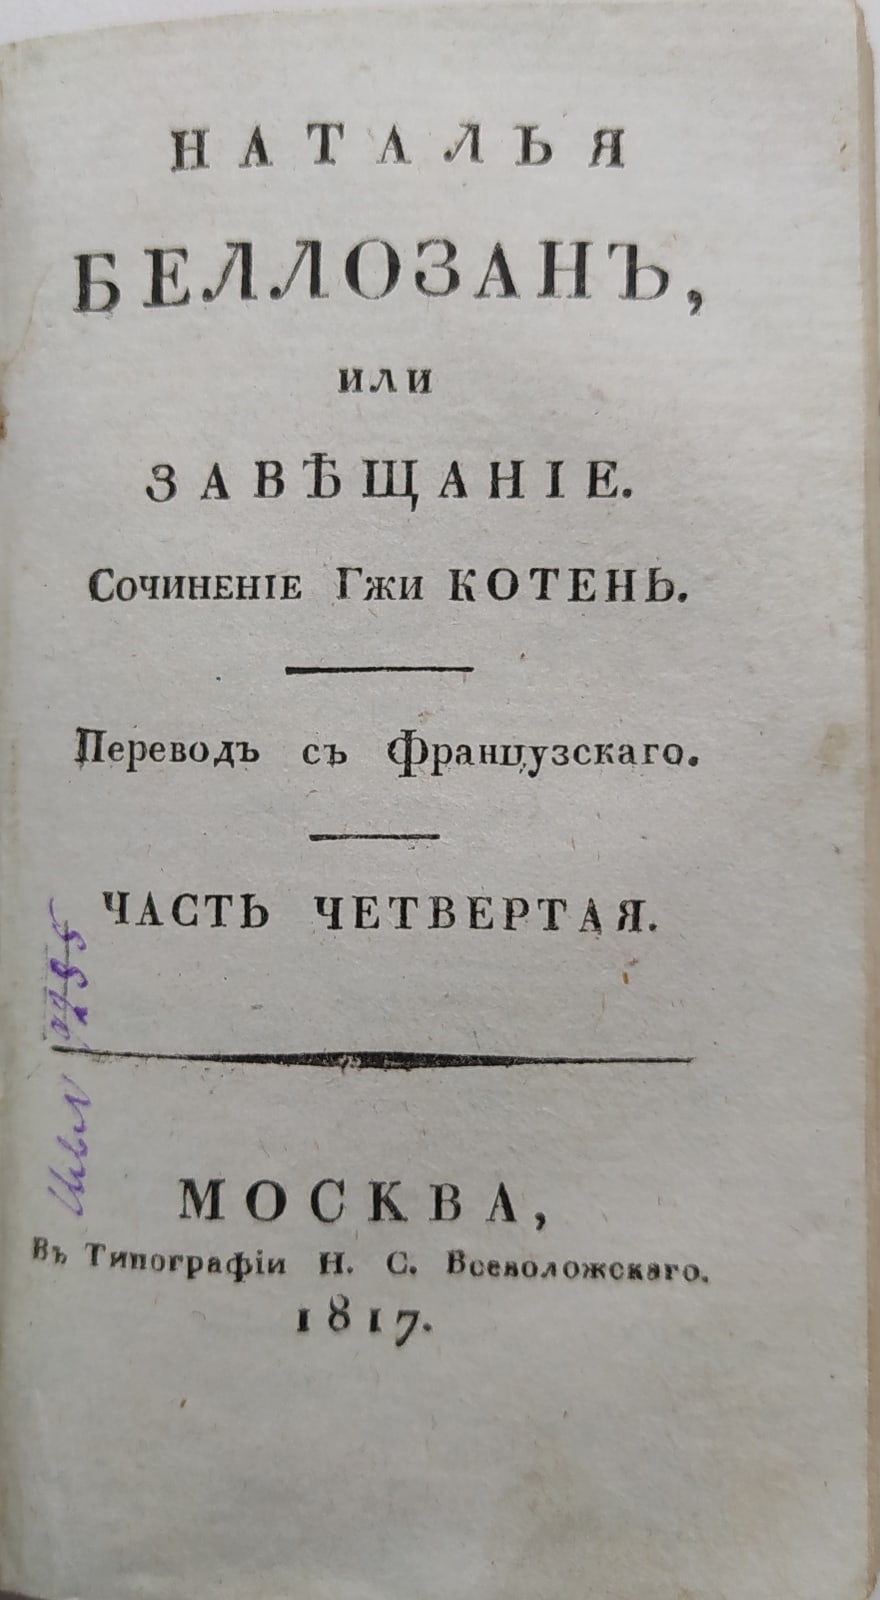 НАТАЛЬЯ
БЕЛЛОЗАНЪ,
или
ЗАВѢЩАНІЕ.
Сочиненіе Гжи КОТЕНЬ.
Переводъ съ Французскаго.
ЧАСТЬ ЧЕТВЕРТАЯ.
МОСКВА,
Въ Типографіи Н. С. Всеволожскаго.
1817.